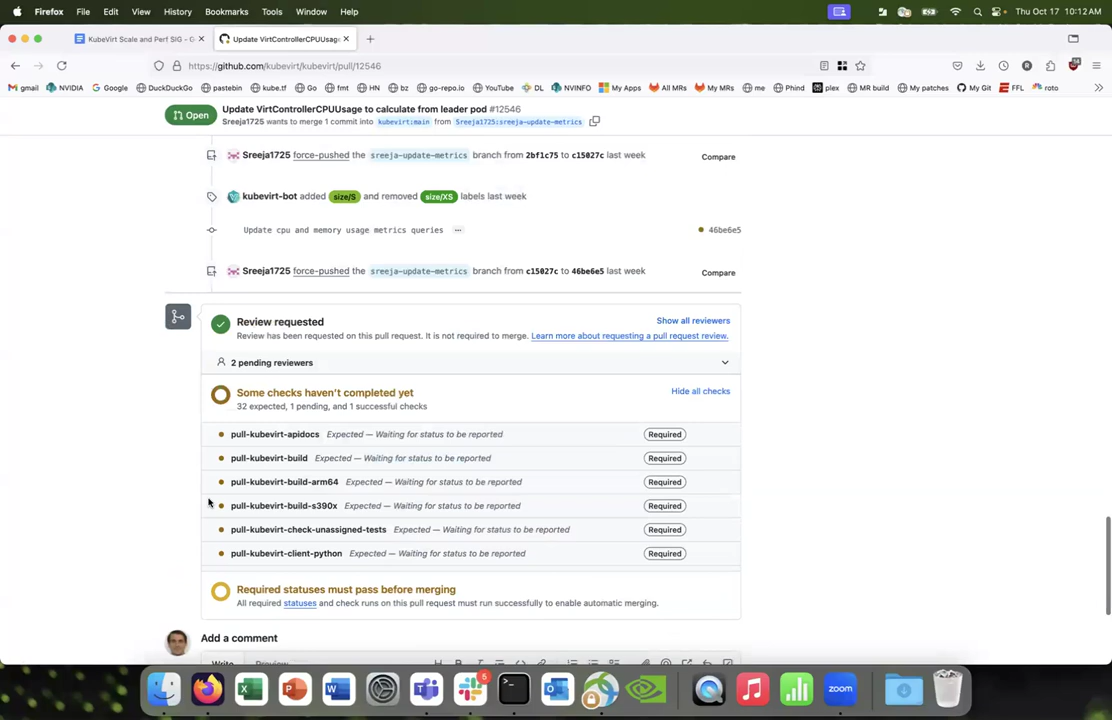 Firefox File Edit View History Bookmarks Tools Window Help
Thu Oct 17 10:12 AM
KubeVirt Scale and Perf SIG - G
Update VirtControllerCPUUsage
https://github.com/kubevirt/kubevirt/pull/12546
gmail NVIDIA Google DuckDuckGo pastebin kube.tf Go fmt HN bz go-repo.io YouTube DL NVINFO My Apps All MRs My MRs me Phind plex MR build My patches My Git FFL roto
Open
Update VirtControllerCPUUsage to calculate from leader pod #12546
Sreeja1725 wants to merge 1 commit into kubevirt:main from Sreeja1725:sreeja-update-metrics
Sreeja1725 force-pushed the sreeja-update-metrics branch from 2bf1c75 to c15027c last week
Compare
kubevirt-bot added size/S and removed size/XS labels last week
Update cpu and memory usage metrics queries ...
46be6e5
Sreeja1725 force-pushed the sreeja-update-metrics branch from c15027c to 46be6e5 last week
Compare
Review requested
Show all reviewers
Review has been requested on this pull request. It is not required to merge. Learn more about requesting a pull request review.
2 pending reviewers
Some checks haven't completed yet
Hide all checks
32 expected, 1 pending, and 1 successful checks
pull-kubevirt-apidocs Expected — Waiting for status to be reported Required
pull-kubevirt-build Expected — Waiting for status to be reported Required
pull-kubevirt-build-arm64 Expected — Waiting for status to be reported Required
pull-kubevirt-build-s390x Expected — Waiting for status to be reported Required
pull-kubevirt-check-unassigned-tests Expected — Waiting for status to be reported Required
pull-kubevirt-client-python Expected — Waiting for status to be reported Required
Required statuses must pass before merging
All required statuses and check runs on this pull request must run successfully to enable automatic merging.
Add a comment
Write Preview
5
zoom